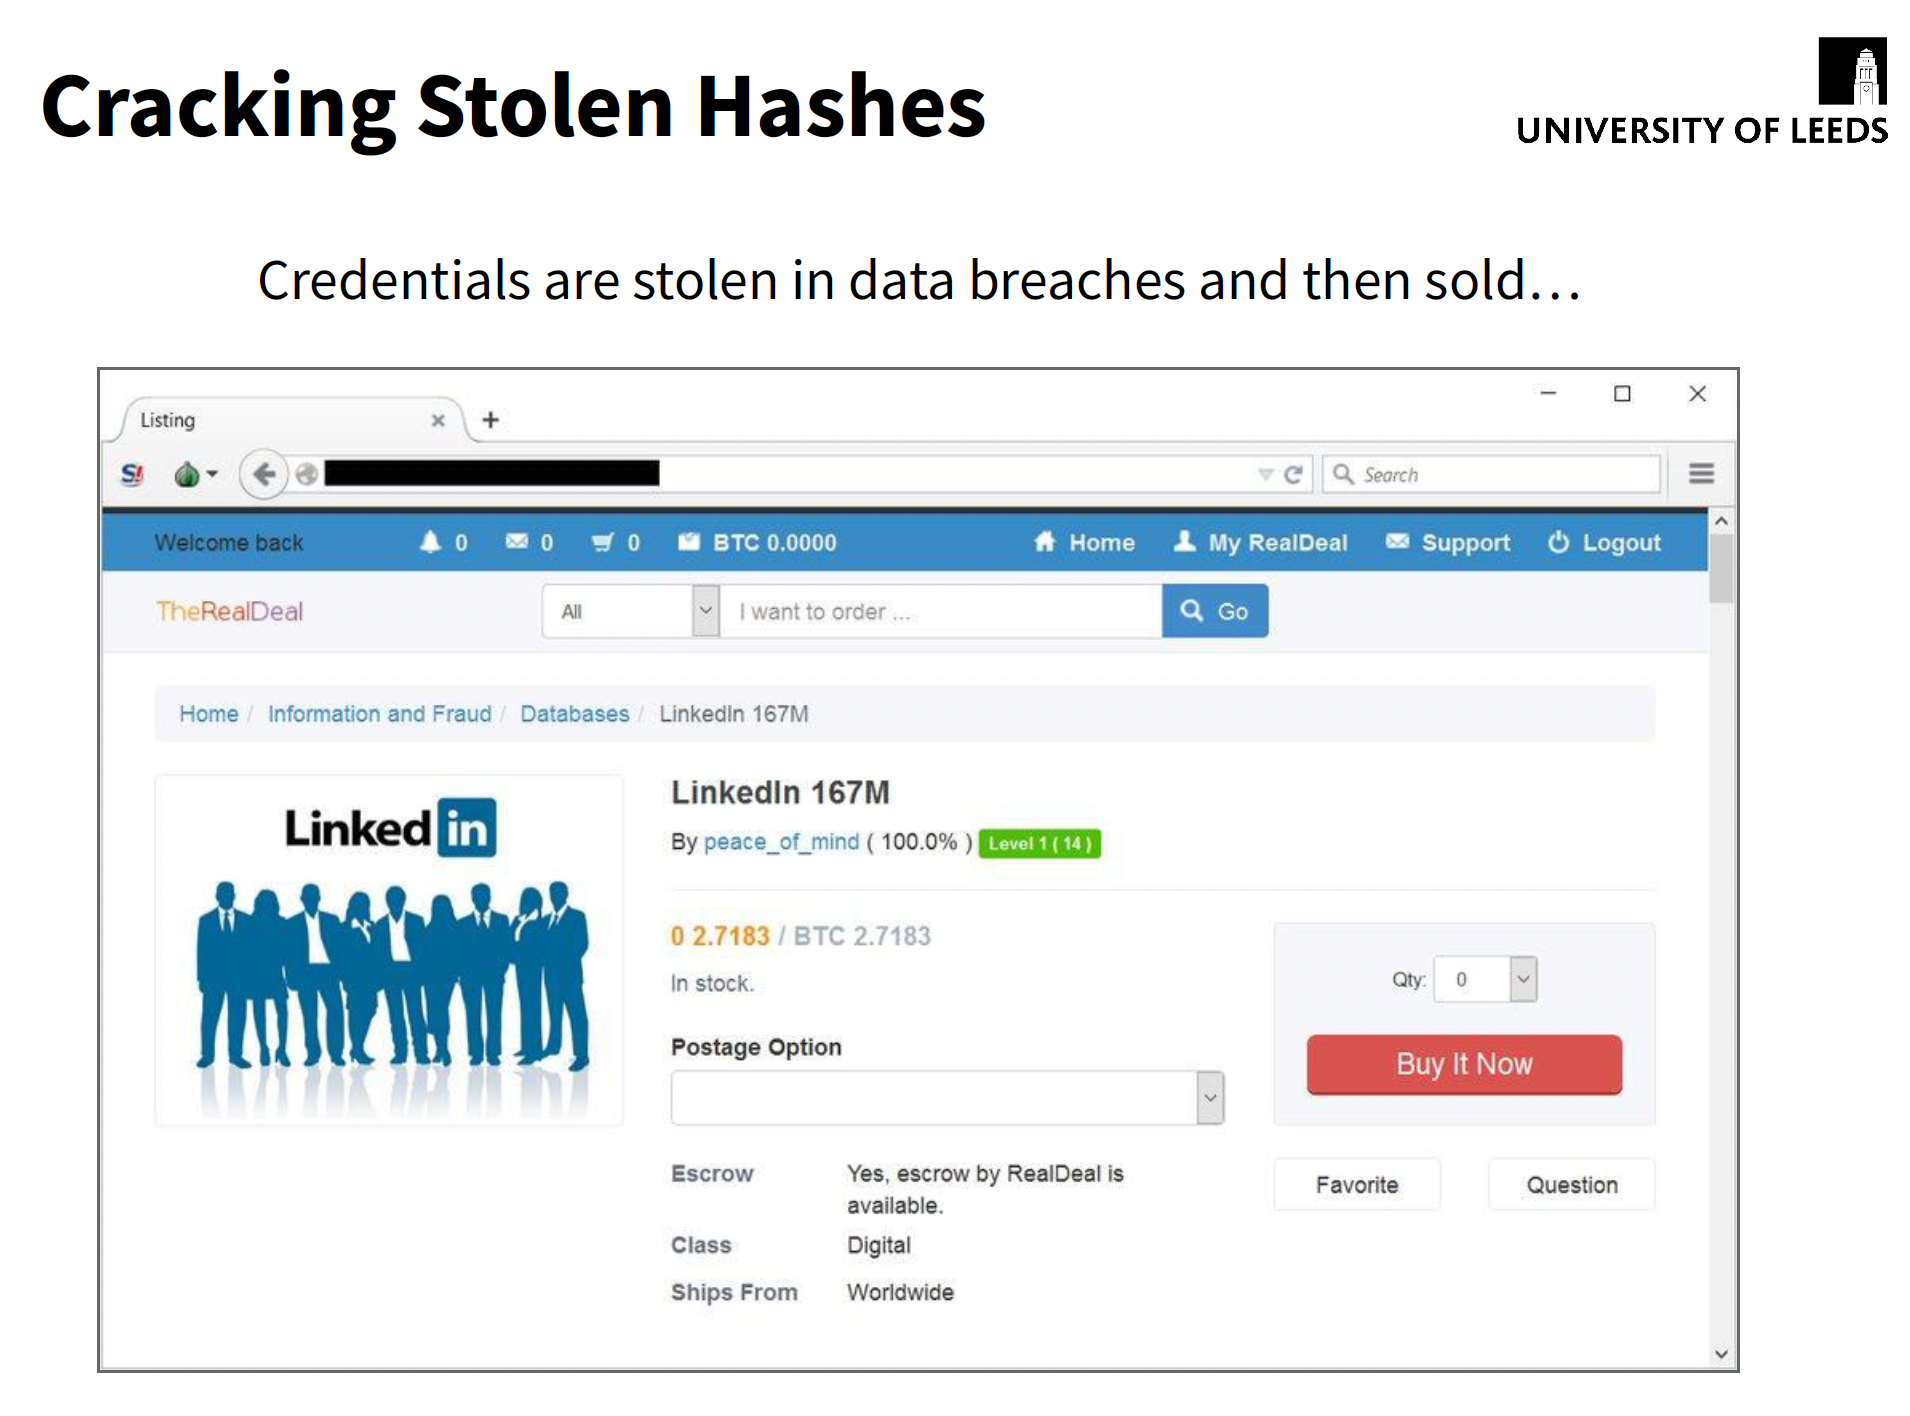 Cracking Stolen Hashes
UNIVERSITY OF LEEDS
Credentials are stolen in data breaches and then sold…
Listing
Search
Welcome back 0 0 0 BTC 0.0000 Home My RealDeal Support Logout
TheRealDeal All I want to order ... Go
Home / Information and Fraud / Databases / LinkedIn 167M
Linked in
LinkedIn 167M
By peace_of_mind ( 100.0% ) Level 1 ( 14 )
0 2.7183 / BTC 2.7183
In stock.
Qty: 0
Buy It Now
Postage Option
Escrow Yes, escrow by RealDeal is
available.
Favorite Question
Class Digital
Ships From Worldwide